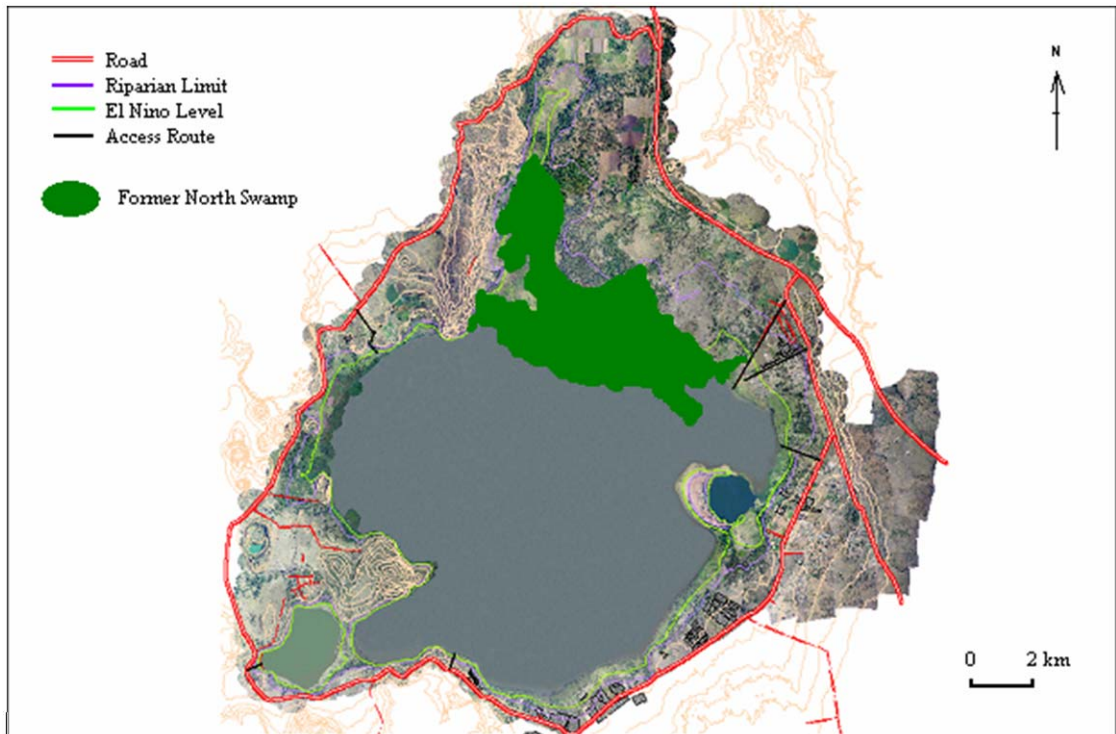 Road
Riparian Limit
El Nino Level
Access Route
Former North Swamp
N
0 2 km